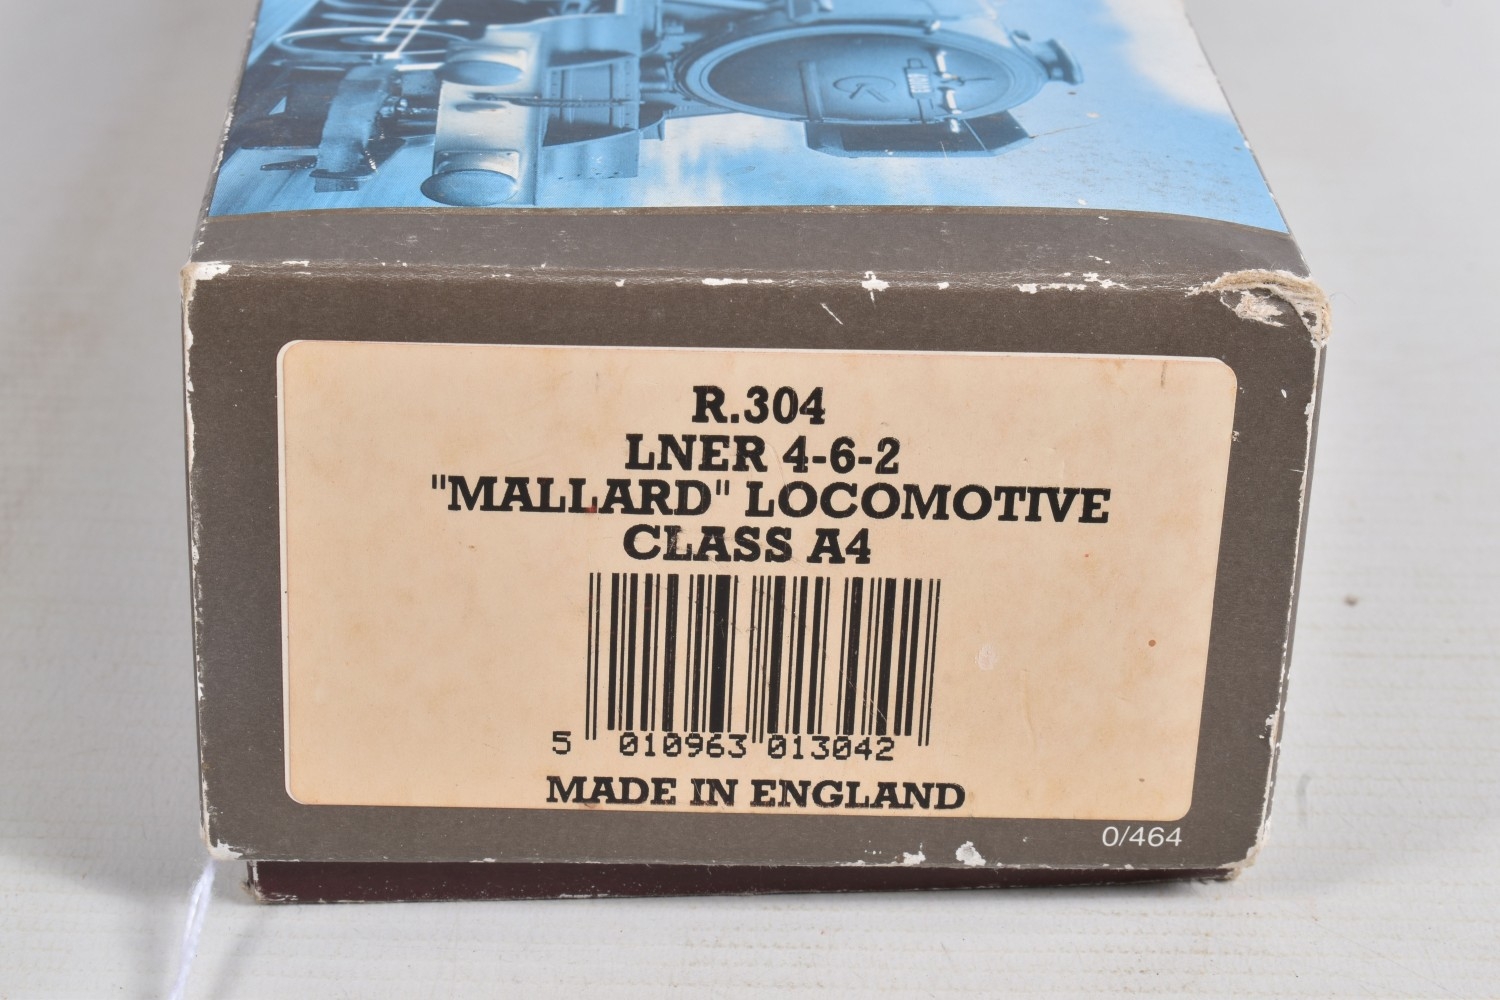 R.304
LNER 4-6-2
"MALLARD" LOCOMOTIVE
CLASS A4
5 010963 013042
MADE IN ENGLAND
0/464